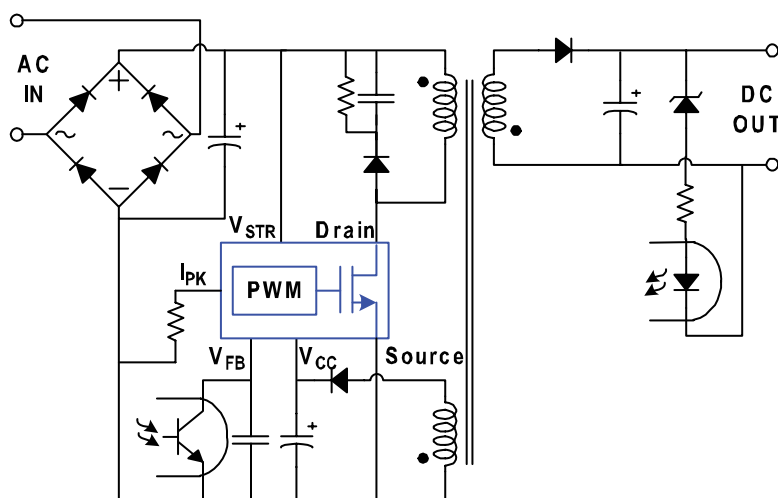 AC
IN
+
~
~
−
+
+
DC
OUT
VSTR
Drain
IPK
PWM
VFB
VCC
Source
+